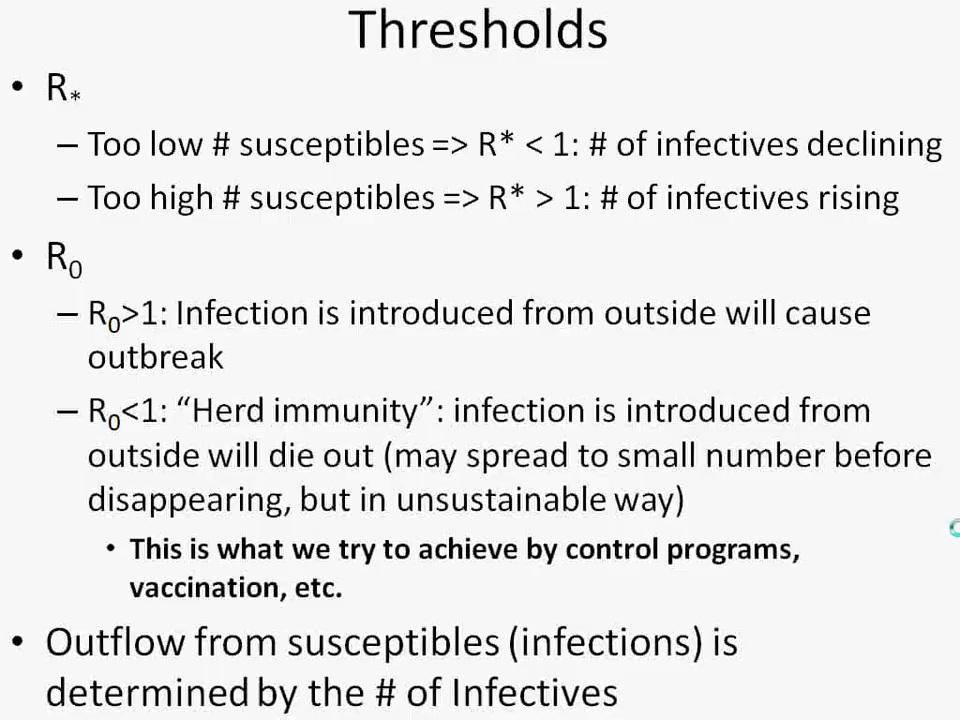 Thresholds
• R*
– Too low # susceptibles => R* < 1: # of infectives declining
– Too high # susceptibles => R* > 1: # of infectives rising
• R0
– R0>1: Infection is introduced from outside will cause
outbreak
– R0<1: “Herd immunity”: infection is introduced from
outside will die out (may spread to small number before
disappearing, but in unsustainable way)
• This is what we try to achieve by control programs,
vaccination, etc.
• Outflow from susceptibles (infections) is
determined by the # of Infectives